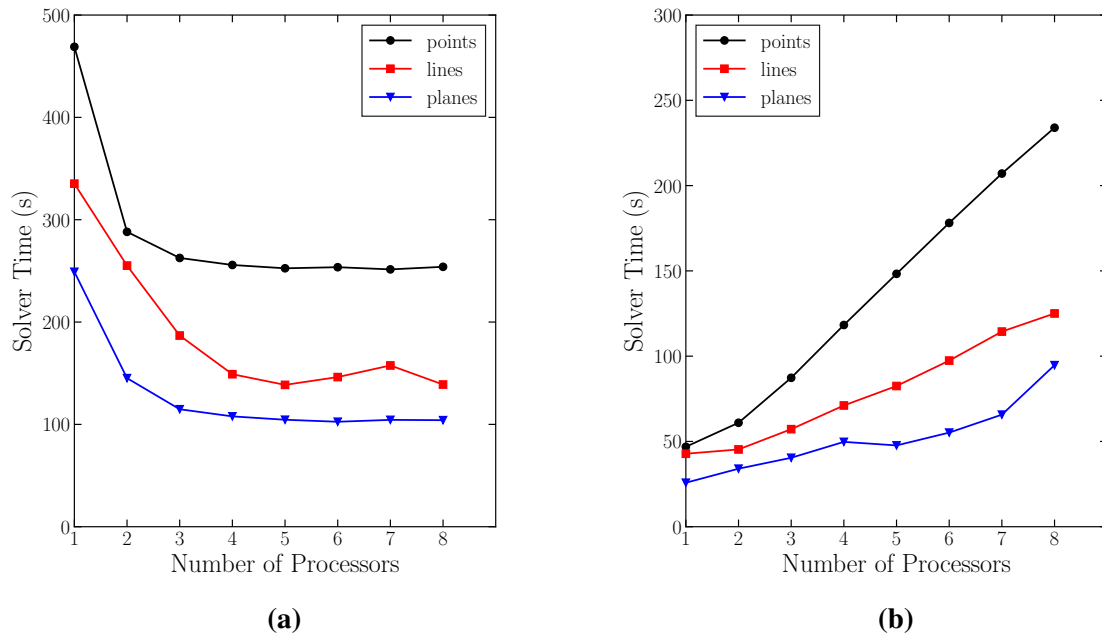 500
400
300
200
100
0
Solver Time (s)
points
lines
planes
1 2 3 4 5 6 7 8
Number of Processors
(a)
300
250
200
150
100
50
0
Solver Time (s)
points
lines
planes
1 2 3 4 5 6 7 8
Number of Processors
(b)